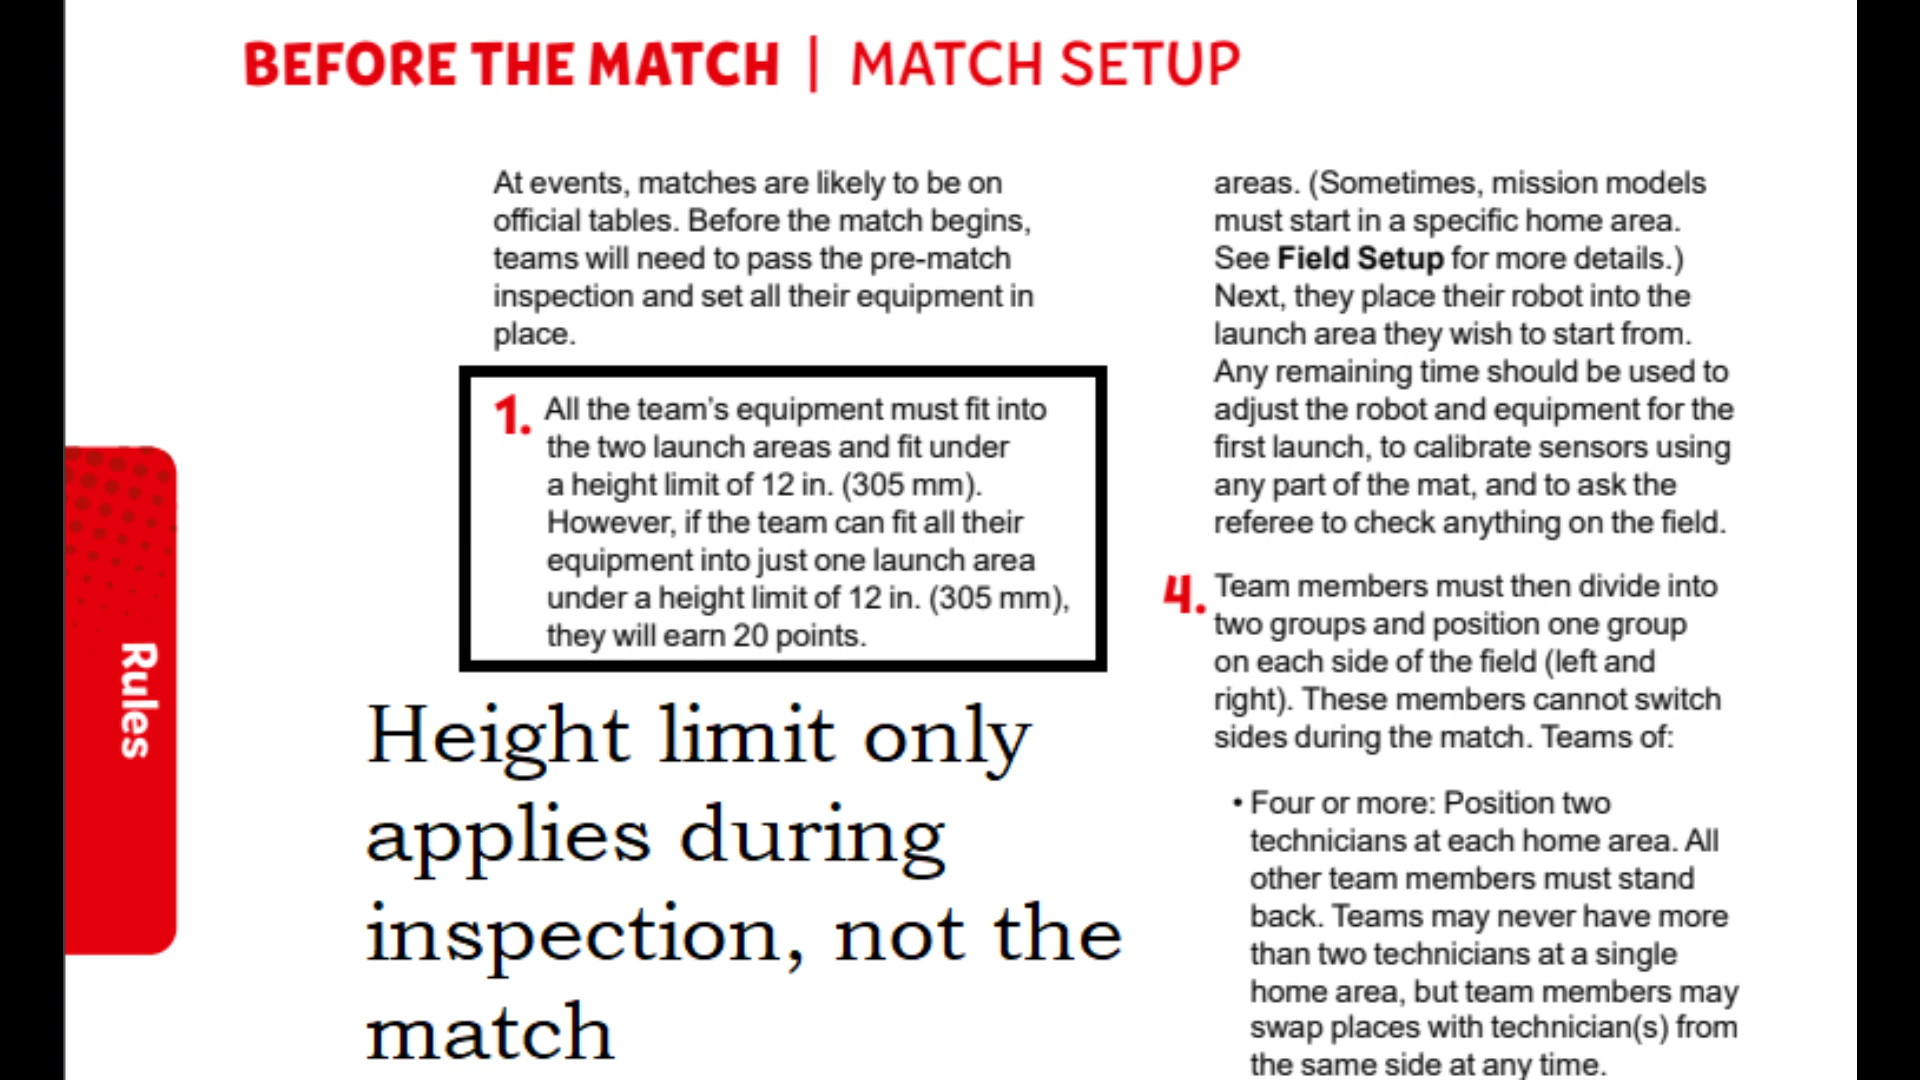 BEFORE THE MATCH | MATCH SETUP
At events, matches are likely to be on
official tables. Before the match begins,
teams will need to pass the pre-match
inspection and set all their equipment in
place.
1. All the team's equipment must fit into
the two launch areas and fit under
a height limit of 12 in. (305 mm).
However, if the team can fit all their
equipment into just one launch area
under a height limit of 12 in. (305 mm),
they will earn 20 points.
Height limit only
applies during
inspection, not the
match
areas. (Sometimes, mission models
must start in a specific home area.
See Field Setup for more details.)
Next, they place their robot into the
launch area they wish to start from.
Any remaining time should be used to
adjust the robot and equipment for the
first launch, to calibrate sensors using
any part of the mat, and to ask the
referee to check anything on the field.
4. Team members must then divide into
two groups and position one group
on each side of the field (left and
right). These members cannot switch
sides during the match. Teams of:
• Four or more: Position two
technicians at each home area. All
other team members must stand
back. Teams may never have more
than two technicians at a single
home area, but team members may
swap places with technician(s) from
the same side at any time.
Rules